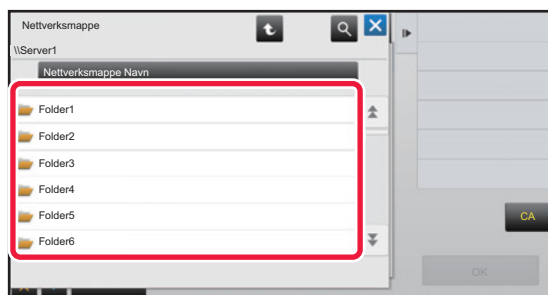 Nettverksmappe
\\Server1
Nettverksmappe Navn
Folder1
Folder2
Folder3
Folder4
Folder5
Folder6
CA
OK